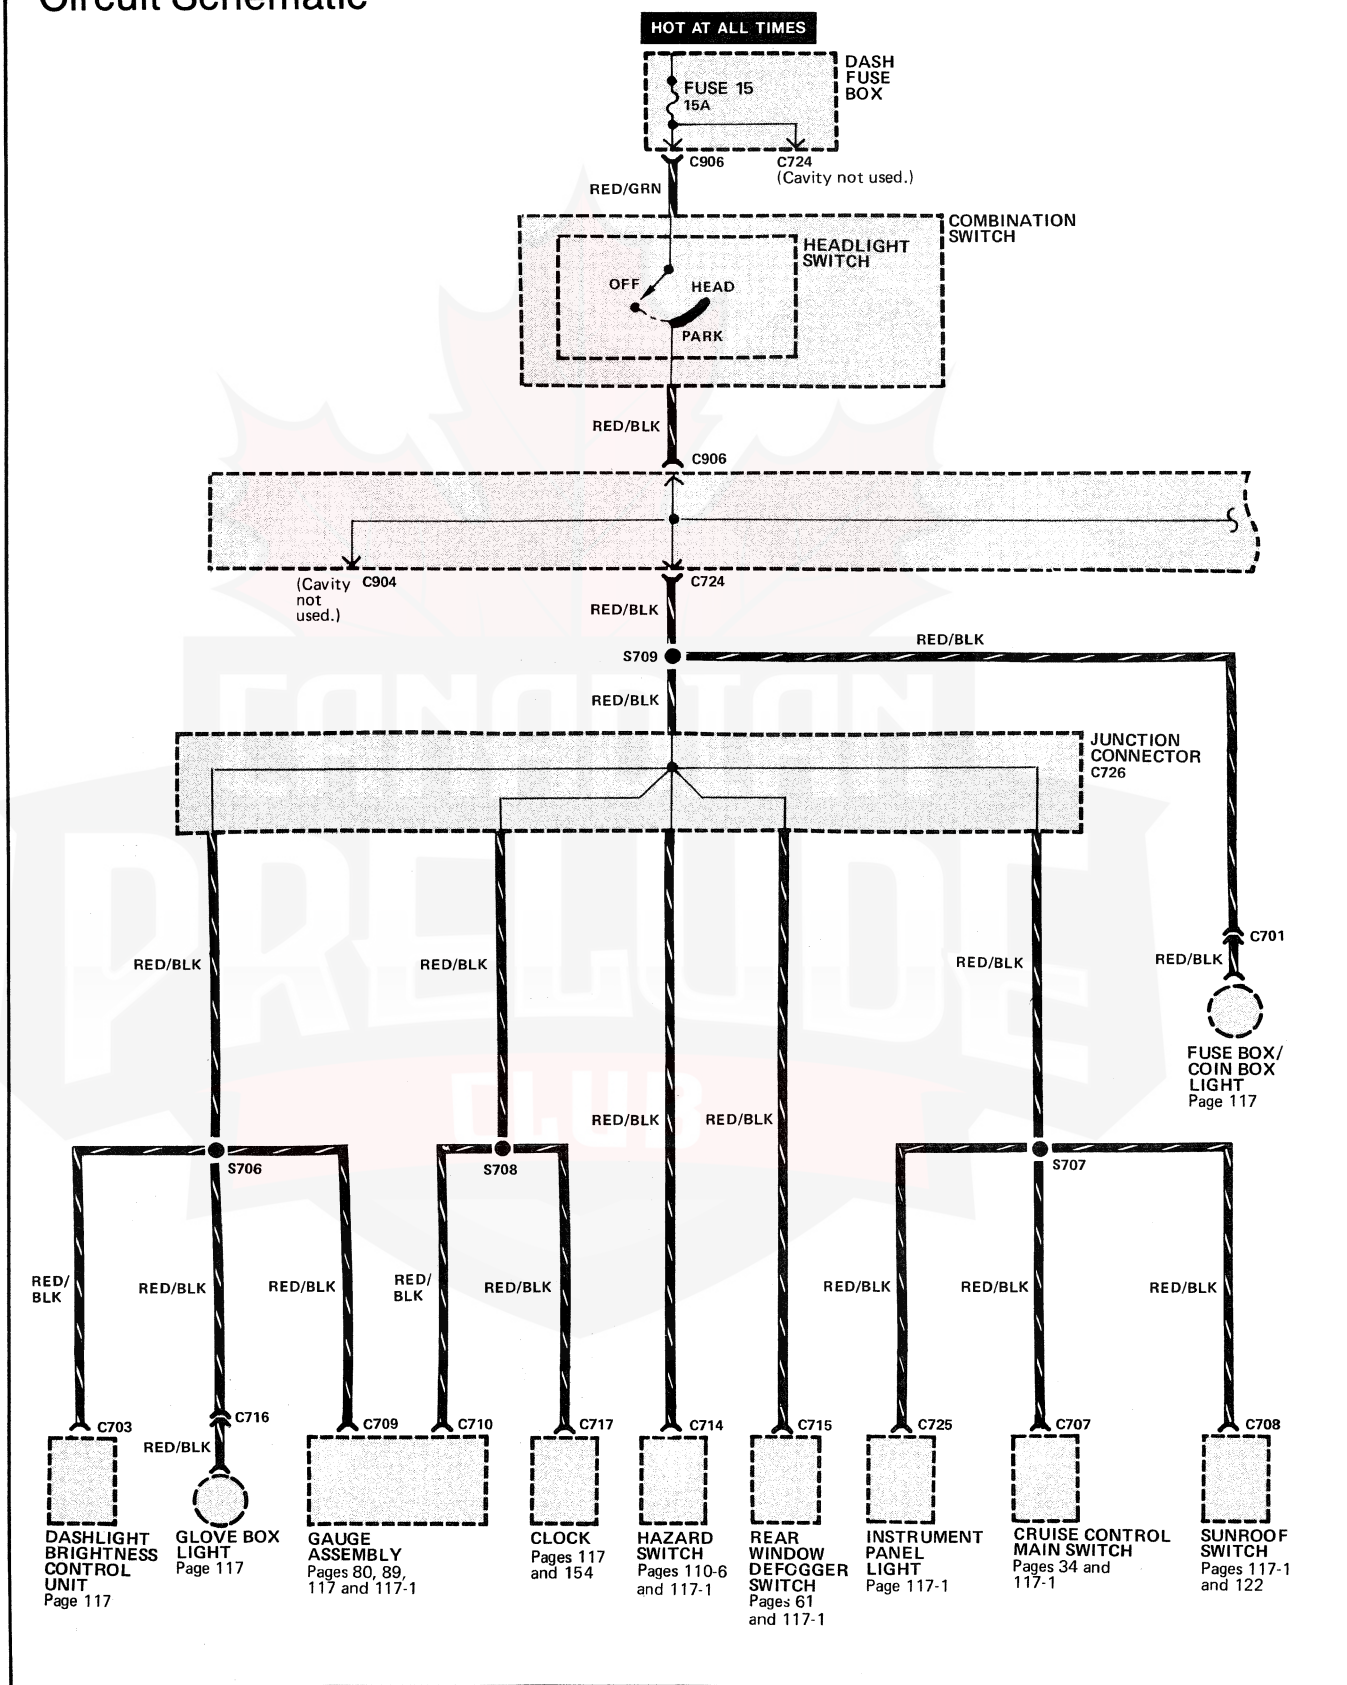 Circuit Schematic
HOT AT ALL TIMES
DASH
FUSE
BOX
FUSE 15
15A
C906
C724
(Cavity not used.)
RED/GRN
COMBINATION
SWITCH
HEADLIGHT
SWITCH
OFF
HEAD
PARK
RED/BLK
C906
(Cavity
not
used.)
C904
C724
RED/BLK
S709
RED/BLK
RED/BLK
CANADIAN
JUNCTION
CONNECTOR
C726
PRELUDE
C701
RED/BLK
RED/BLK
RED/BLK
RED/BLK
FUSE BOX/
COIN BOX
LIGHT
Page 117
CLUB
RED/BLK
RED/BLK
S706
S708
S707
RED/
BLK
RED/BLK
RED/BLK
RED/
BLK
RED/BLK
RED/BLK
RED/BLK
RED/BLK
C703
C716
C709
C710
C717
C714
C715
C725
C707
C708
RED/BLK
DASHLIGHT
BRIGHTNESS
CONTROL
UNIT
Page 117
GLOVE BOX
LIGHT
Page 117
GAUGE
ASSEMBLY
Pages 80, 89,
117 and 117-1
CLOCK
Pages 117
and 154
HAZARD
SWITCH
Pages 110-6
and 117-1
REAR
WINDOW
DEFOGGER
SWITCH
Pages 61
and 117-1
INSTRUMENT
PANEL
LIGHT
Page 117-1
CRUISE CONTROL
MAIN SWITCH
Pages 34 and
117-1
SUNROOF
SWITCH
Pages 117-1
and 122